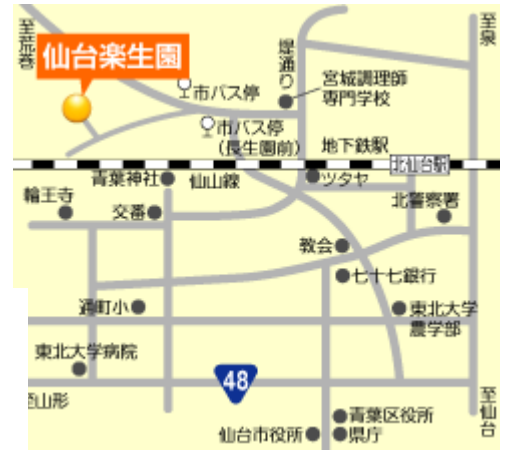 至荒巻
仙台楽生園
市バス停
堤通り
宮城調理師
専門学校
至泉
市バス停
(長生園前)
地下鉄駅
北仙台駅
青葉神社
仙山線
ツタヤ
輪王寺
交番
北警察署
教会
七十七銀行
通町小
東北大学
農学部
東北大学病院
48
至山形
至仙台
青葉区役所
仙台市役所
県庁